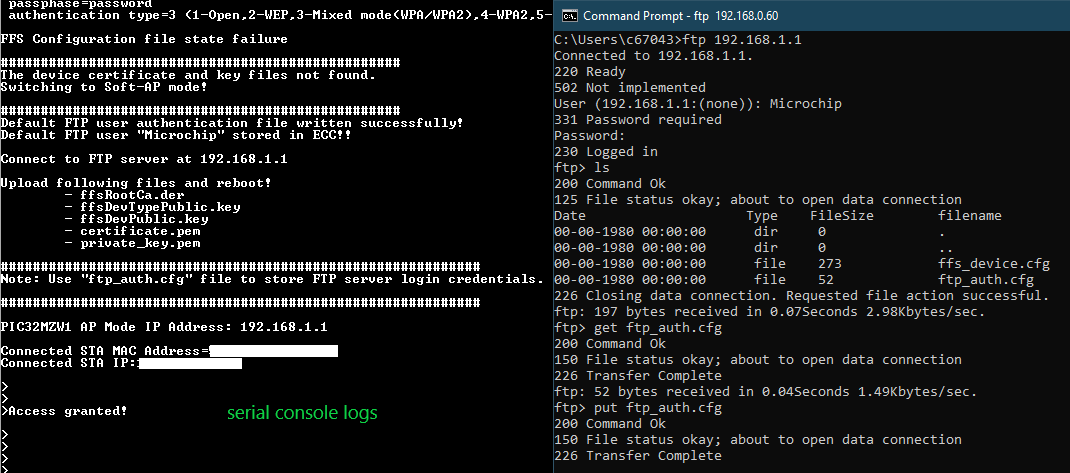 passphase=password
authentication type=3 (1-Open,2-WEP,3-Mixed mode(WPA/WPA2),4-WPA2,5-
FFS Configuration file state failure
##################################################
The device certificate and key files not found.
Switching to Soft-AP mode!
##################################################
Default FTP user authentication file written successfully!
Default FTP user "Microchip" stored in ECC!!
Connect to FTP server at 192.168.1.1
Upload following files and reboot!
- ffsRootCa.der
- ffsDevTypePublic.key
- ffsDevPublic.key
- certificate.pem
- private_key.pem
############################################################
Note: Use "ftp_auth.cfg" file to store FTP server login credentials.
############################################################
PIC32MZW1 AP Mode IP Address: 192.168.1.1
Connected STA MAC Address=
Connected STA IP:
>
>
>Access granted!
serial console logs
>
>
>
>
Command Prompt - ftp 192.168.0.60
C:\Users\c67043>ftp 192.168.1.1
Connected to 192.168.1.1.
220 Ready
502 Not implemented
User (192.168.1.1:(none)): Microchip
331 Password required
Password:
230 Logged in
ftp> ls
200 Command Ok
125 File status okay; about to open data connection
Date Type FileSize filename
00-00-1980 00:00:00 dir 0 .
00-00-1980 00:00:00 dir 0 ..
00-00-1980 00:00:00 file 273 ffs_device.cfg
00-00-1980 00:00:00 file 52 ftp_auth.cfg
226 Closing data connection. Requested file action successful.
ftp: 197 bytes received in 0.07Seconds 2.98Kbytes/sec.
ftp> get ftp_auth.cfg
200 Command Ok
150 File status okay; about to open data connection
226 Transfer Complete
ftp: 52 bytes received in 0.04Seconds 1.49Kbytes/sec.
ftp> put ftp_auth.cfg
200 Command Ok
150 File status okay; about to open data connection
226 Transfer Complete